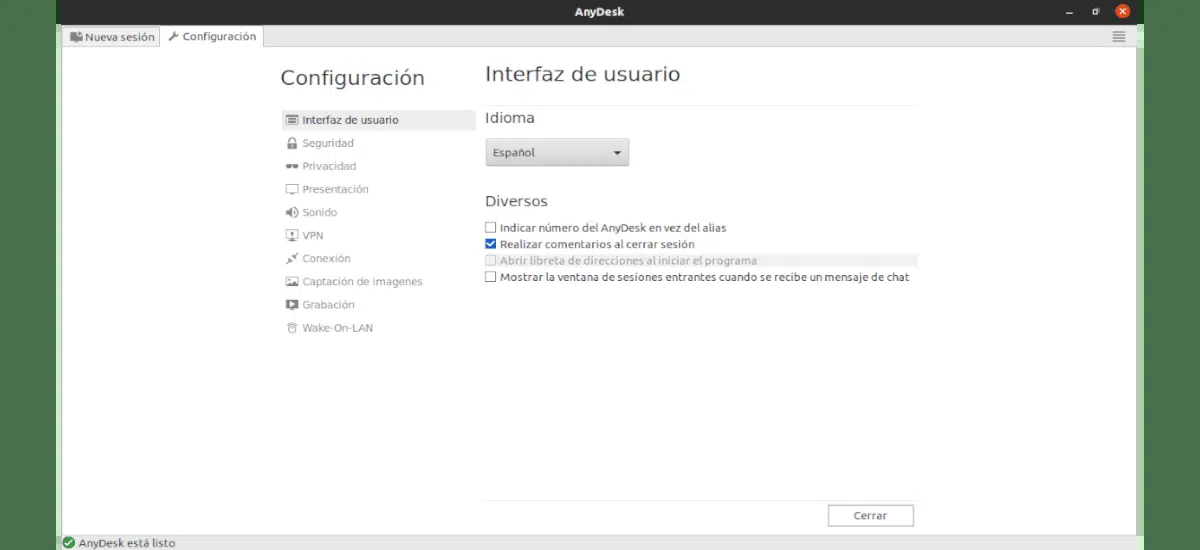 AnyDesk
Nueva sesión
Configuración
Configuración
Interfaz de usuario
Seguridad
Privacidad
Presentación
Sonido
VPN
Conexión
Captación de imagenes
Grabación
Wake-On-LAN
Interfaz de usuario
Idioma
Español
Diversos
Indicar número del AnyDesk en vez del alias
Realizar comentarios al cerrar sesión
Abrir libreta de direcciones al iniciar el programa
Mostrar la ventana de sesiones entrantes cuando se recibe un mensaje de chat
Cerrar
AnyDesk está listo